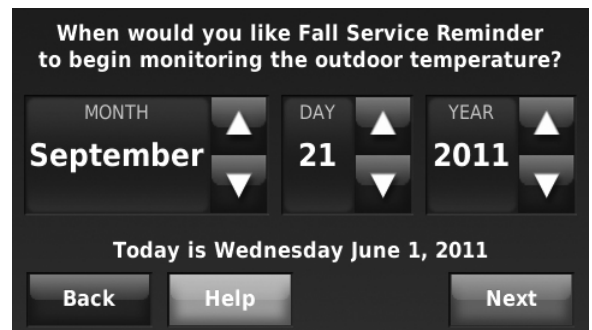 When would you like Fall Service Reminder
to begin monitoring the outdoor temperature?
MONTH
September
DAY
21
YEAR
2011
Today is Wednesday June 1, 2011
Back
Help
Next